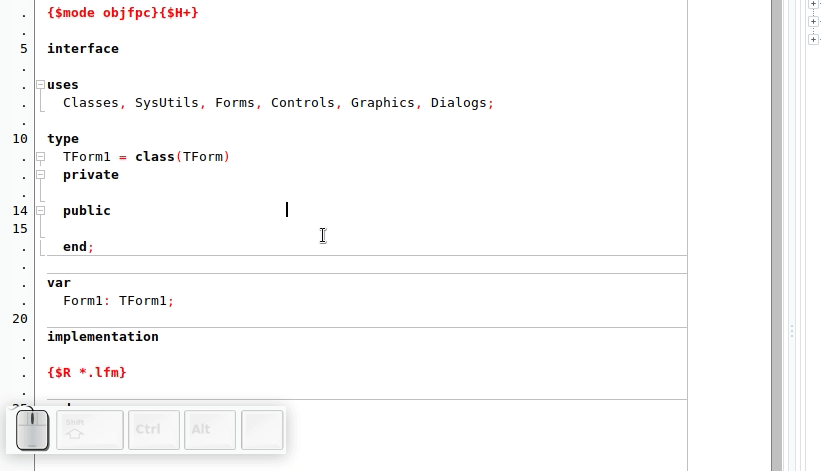 . {$mode objfpc}{$H+}
.
5 interface
.
. uses
. Classes, SysUtils, Forms, Controls, Graphics, Dialogs;
.
10 type
. TForm1 = class(TForm)
. private
.
14 public
15
. end;
.
. var
. Form1: TForm1;
20
. implementation
.
. {$R *.lfm}
.
Shift Ctrl Alt